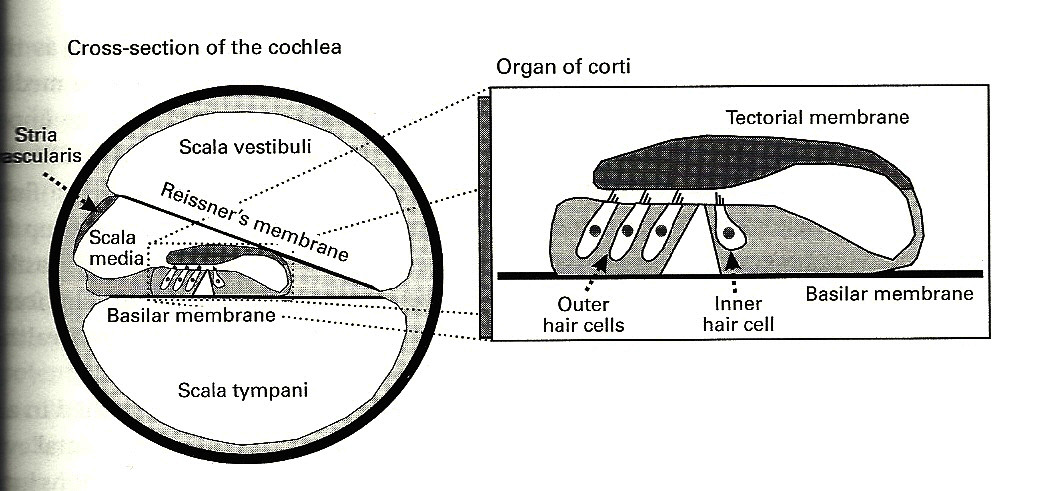 Cross-section of the cochlea
Stria
ascularis
Scala vestibuli
Reissner's membrane
Scala
media
Basilar membrane
Scala tympani
Organ of corti
Tectorial membrane
Outer
hair cells
Inner
hair cell
Basilar membrane